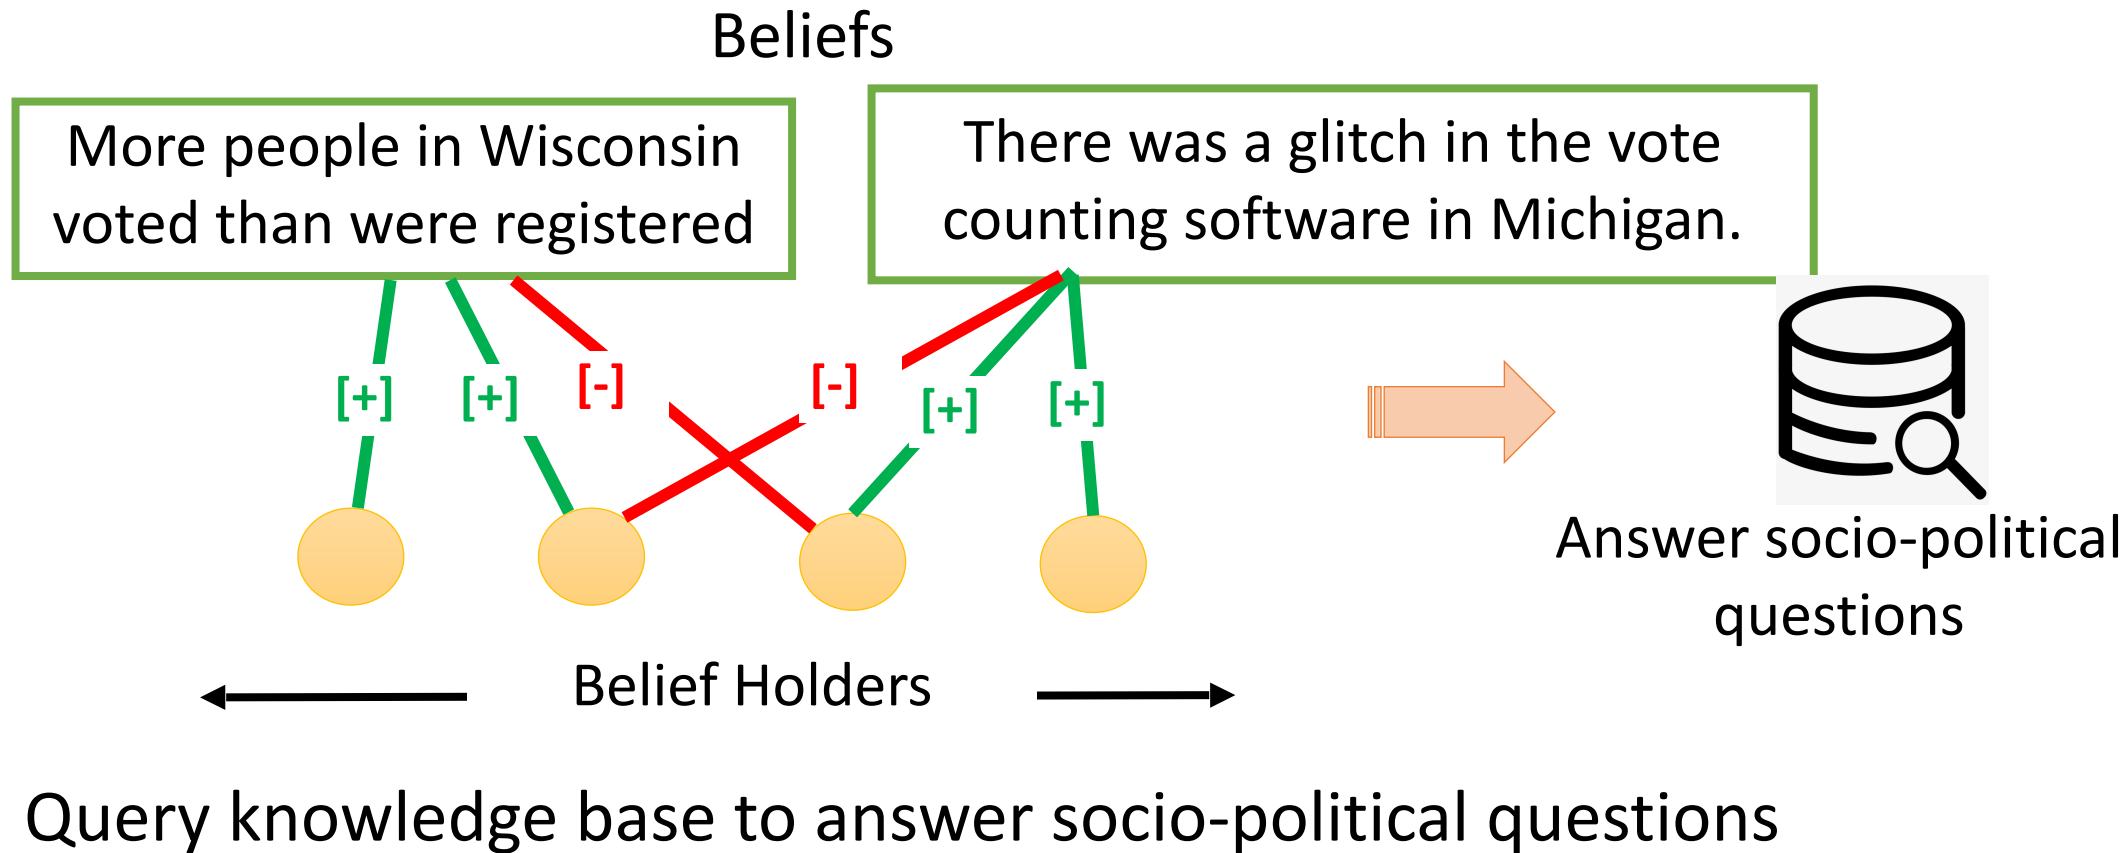 Beliefs
More people in Wisconsin
voted than were registered
There was a glitch in the vote
counting software in Michigan.
[+] [+] [-] [-] [+] [+]
Answer socio-political
questions
Belief Holders
Query knowledge base to answer socio-political questions